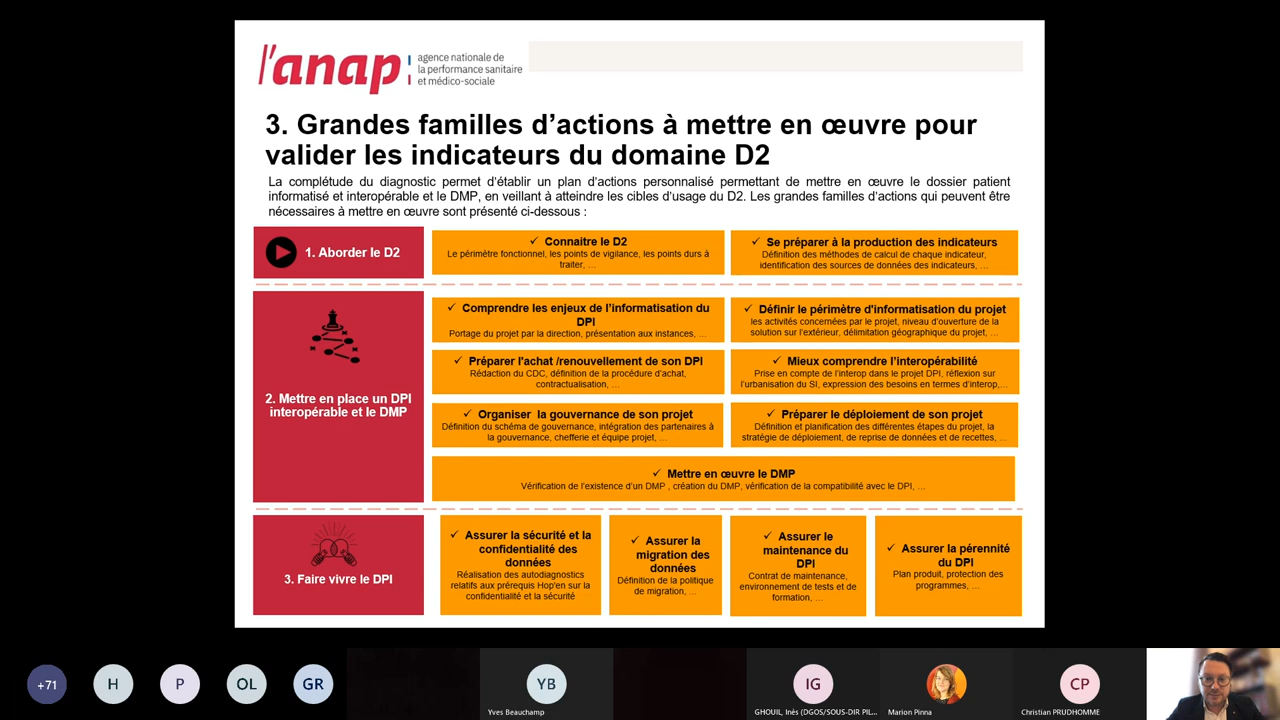 l'anap
agence nationale de
la performance sanitaire
et médico-sociale
3. Grandes familles d'actions à mettre en œuvre pour
valider les indicateurs du domaine D2
La complétude du diagnostic permet d'établir un plan d'actions personnalisé permettant de mettre en œuvre le dossier patient
informatisé et interopérable et le DMP, en veillant à atteindre les cibles d'usage du D2. Les grandes familles d'actions qui peuvent être
nécessaires à mettre en œuvre sont présenté ci-dessous :
1. Aborder le D2
✓ Connaitre le D2
Le périmètre fonctionnel, les points de vigilance, les points durs à
traiter, …
✓ Se préparer à la production des indicateurs
Définition des méthodes de calcul de chaque indicateur,
identification des sources de données des indicateurs, …
2. Mettre en place un DPI
interopérable et le DMP
✓ Comprendre les enjeux de l'informatisation du
DPI
Portage du projet par la direction, présentation aux instances, …
✓ Définir le périmètre d'informatisation du projet
les activités concernées par le projet, niveau d'ouverture de la
solution sur l'extérieur, délimitation géographique du projet, …
✓ Préparer l'achat /renouvellement de son DPI
Rédaction du CDC, définition de la procédure d'achat,
contractualisation, …
✓ Mieux comprendre l'interopérabilité
Prise en compte de l'interop dans le projet DPI, réflexion sur
l'urbanisation du SI, expression des besoins en termes d'interop,…
✓ Organiser la gouvernance de son projet
Définition du schéma de gouvernance, intégration des partenaires à
la gouvernance, chefferie et équipe projet, …
✓ Préparer le déploiement de son projet
Définition et planification des différentes étapes du projet, la
stratégie de déploiement, de reprise de données et de recettes, …
✓ Mettre en œuvre le DMP
Vérification de l'existence d'un DMP , création du DMP, vérification de la compatibilité avec le DPI, …
3. Faire vivre le DPI
✓ Assurer la sécurité et la
confidentialité des
données
Réalisation des autodiagnostics
relatifs aux prérequis Hop'en sur la
confidentialité et la sécurité
✓ Assurer la
migration des
données
Définition de la politique
de migration, …
✓ Assurer le
maintenance du
DPI
Contrat de maintenance,
environnement de tests et de
formation, …
✓ Assurer la pérennité
du DPI
Plan produit, protection des
programmes, …
+71
H
P
OL
GR
YB
Yves Beauchamp
IG
GHOUIL, Inès (DGOS/SOUS-DIR PIL...
Marion Pinna
CP
Christian PRUDHOMME